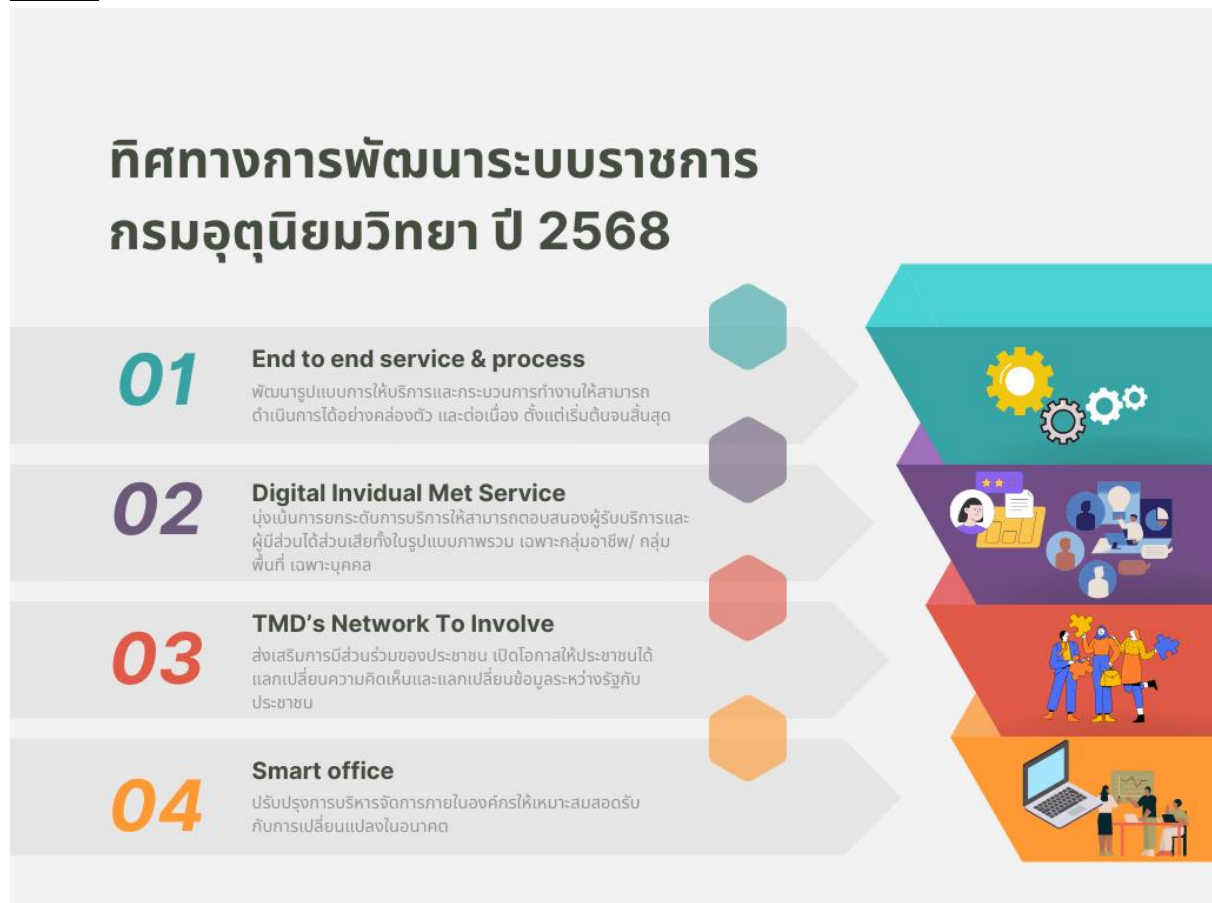 ทิศทางการพัฒนาระบบราชการ
กรมอุตุนิยมวิทยา ปี 2568
01
End to end service & process
พัฒนารูปแบบการให้บริการและกระบวนการทำงานให้สามารถ
ดำเนินการได้อย่างคล่องตัว และต่อเนื่อง ตั้งแต่เริ่มต้นจนสิ้นสุด
02
Digital Invidual Met Service
มุ่งเน้นการยกระดับการบริการให้สามารถตอบสนองผู้รับบริการและ
ผู้มีส่วนได้ส่วนเสียทั้งในรูปแบบภาพรวม เฉพาะกลุ่มอาชีพ/ กลุ่ม
พื้นที่ เฉพาะบุคคล
03
TMD's Network To Involve
ส่งเสริมการมีส่วนร่วมของประชาชน เปิดโอกาสให้ประชาชนได้
แลกเปลี่ยนความคิดเห็นและแลกเปลี่ยนข้อมูลระหว่างรัฐกับ
ประชาชน
04
Smart office
ปรับปรุงการบริหารจัดการภายในองค์กรให้เหมาะสมสอดรับ
กับการเปลี่ยนแปลงในอนาคต